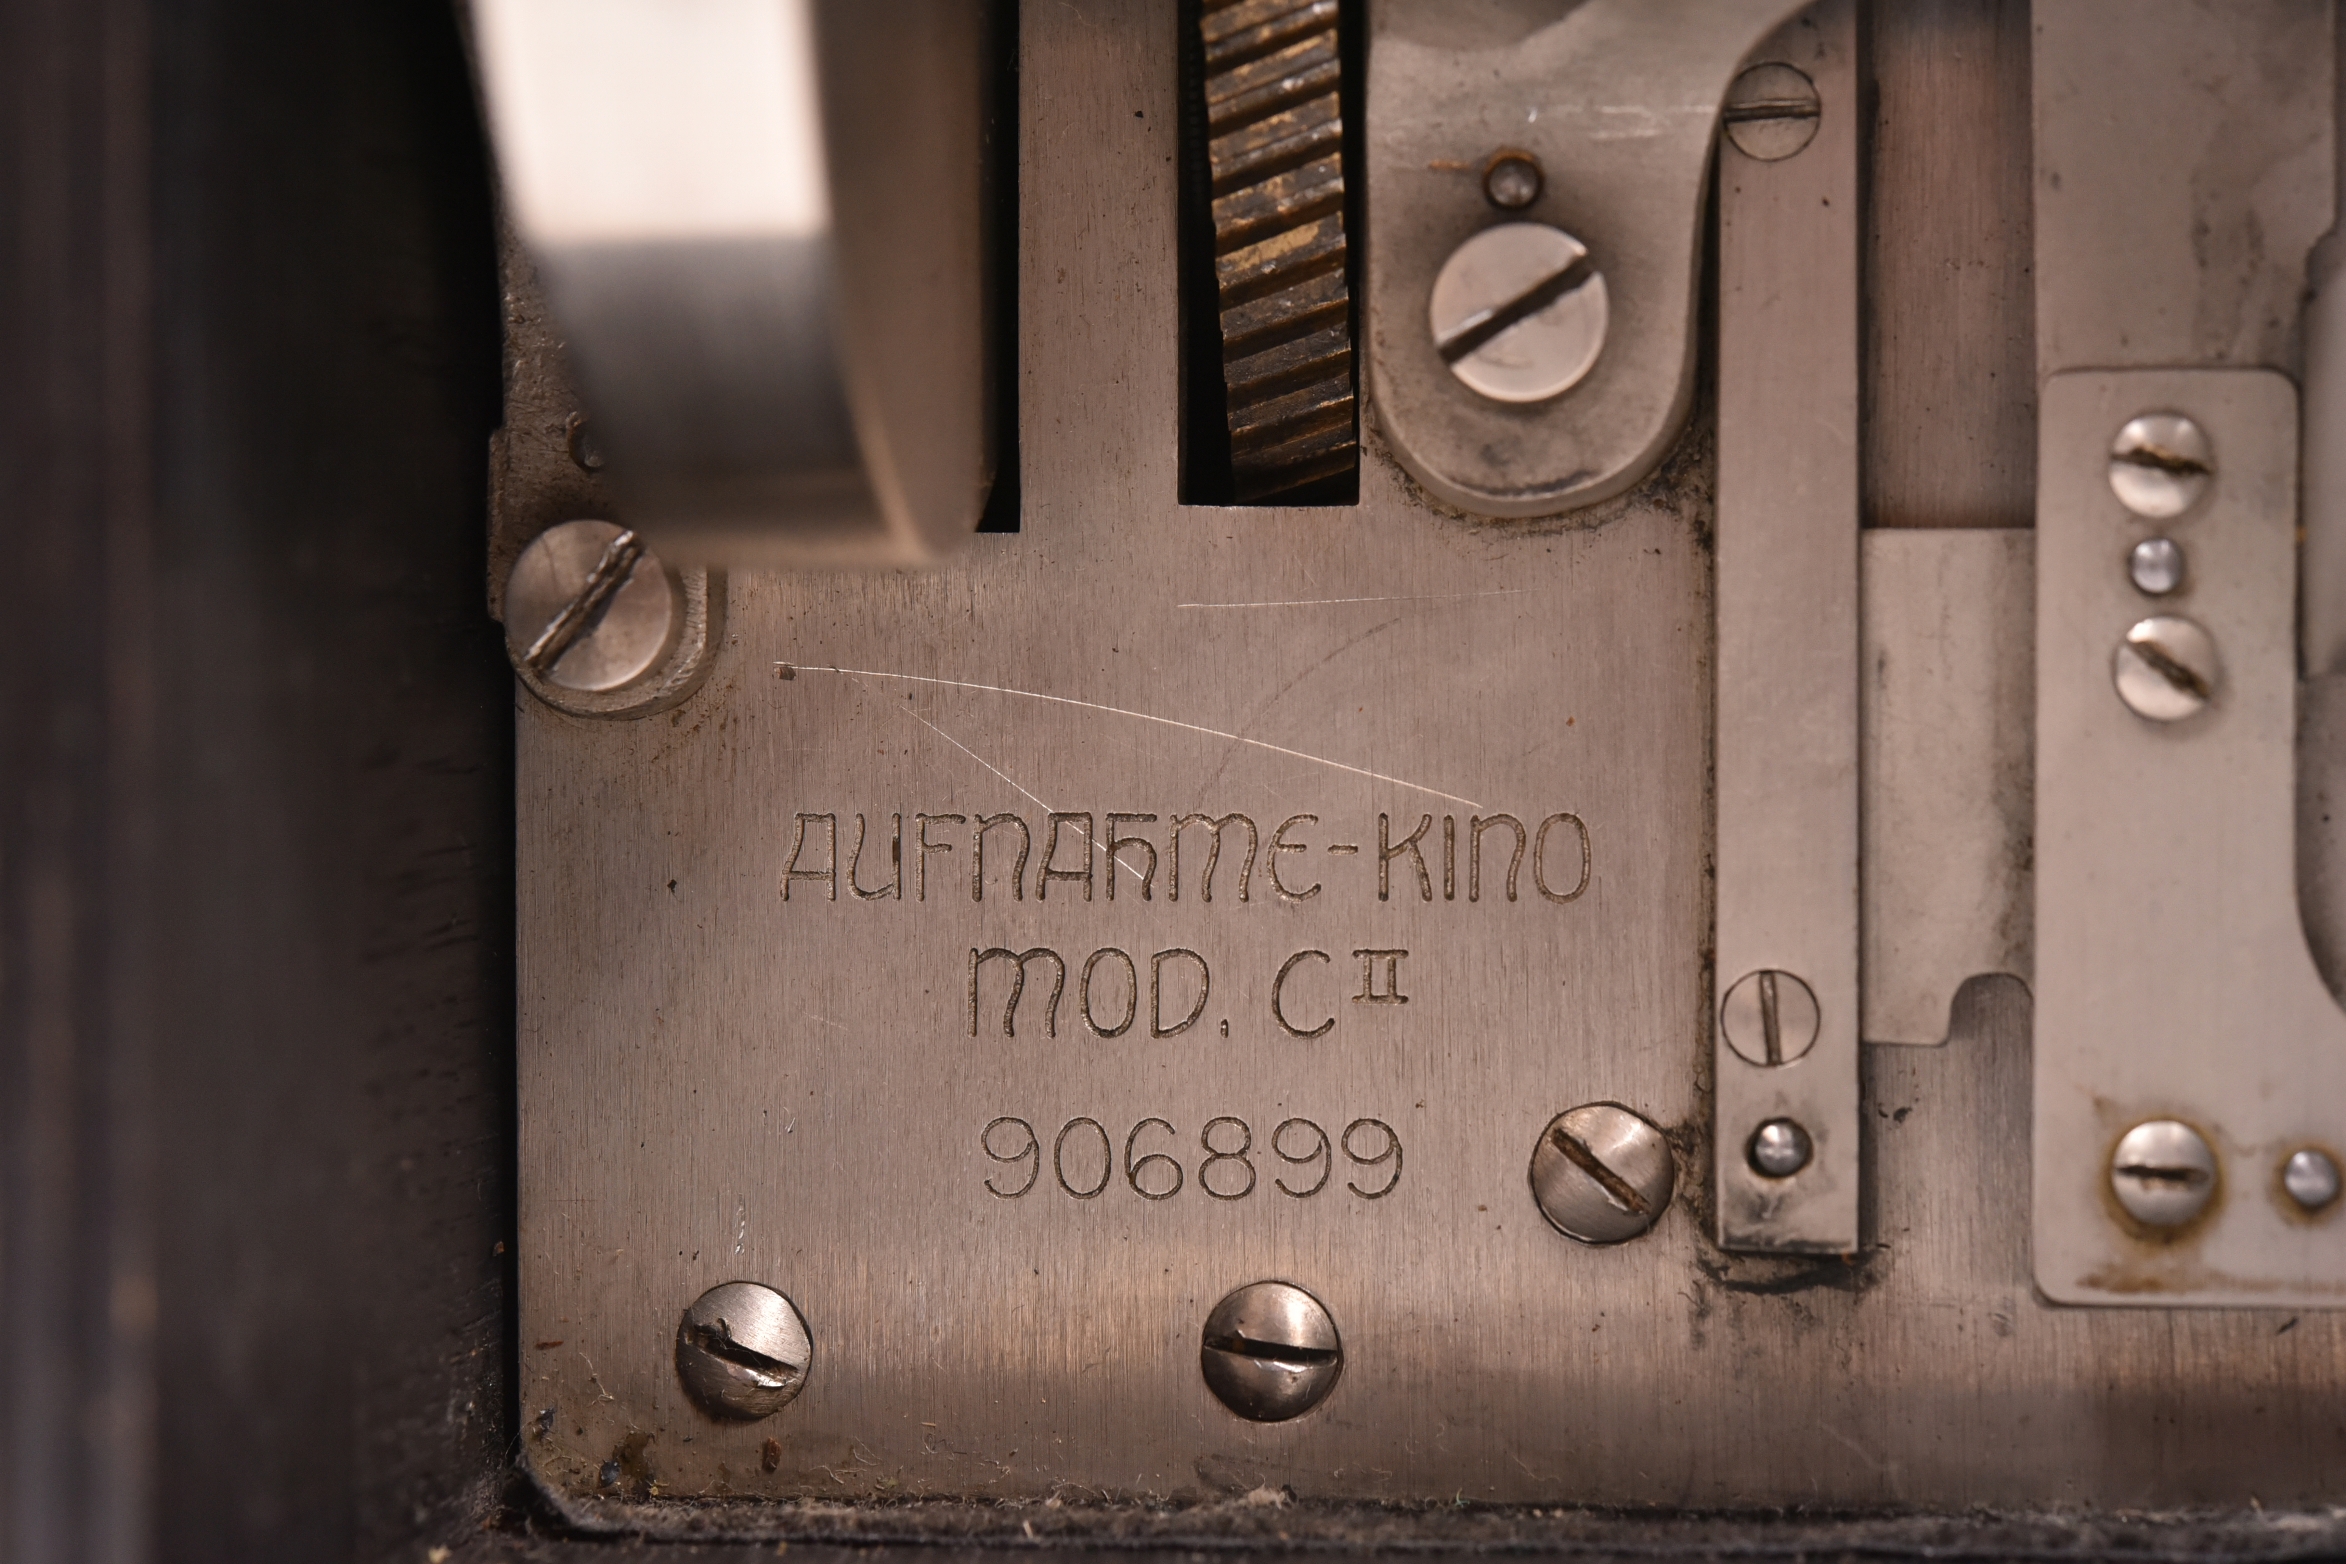 AUFNAHME-KINO
MOD. C II
906899